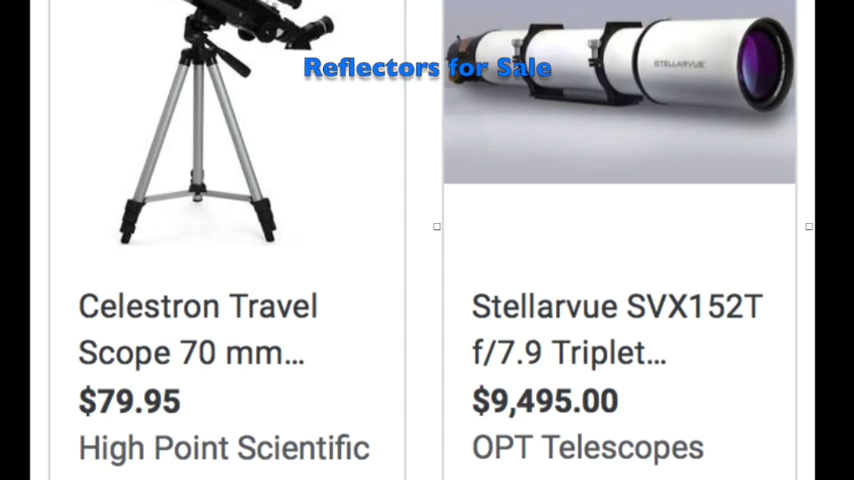 Reflectors for Sale
STELLARVUE
Celestron Travel
Scope 70 mm...
$79.95
High Point Scientific
Stellarvue SVX152T
f/7.9 Triplet...
$9,495.00
OPT Telescopes